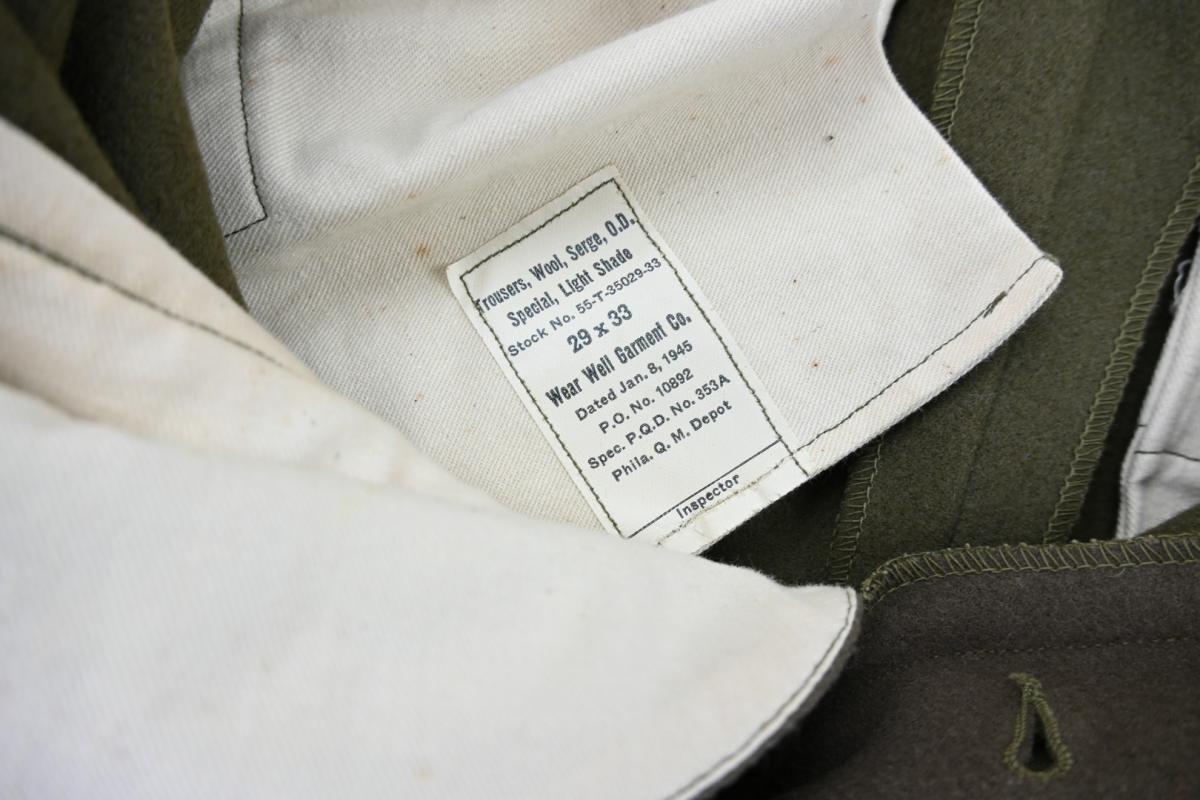 Trousers, Wool, Serge, O.D.
Special, Light Shade
Stock No. 55-T-35029-33
29 x 33
Wear Well Garment Co.
Dated Jan. 8, 1945
P.O. No. 10892
Spec. P.Q.D. No. 353A
Phila. Q. M. Depot
Inspector